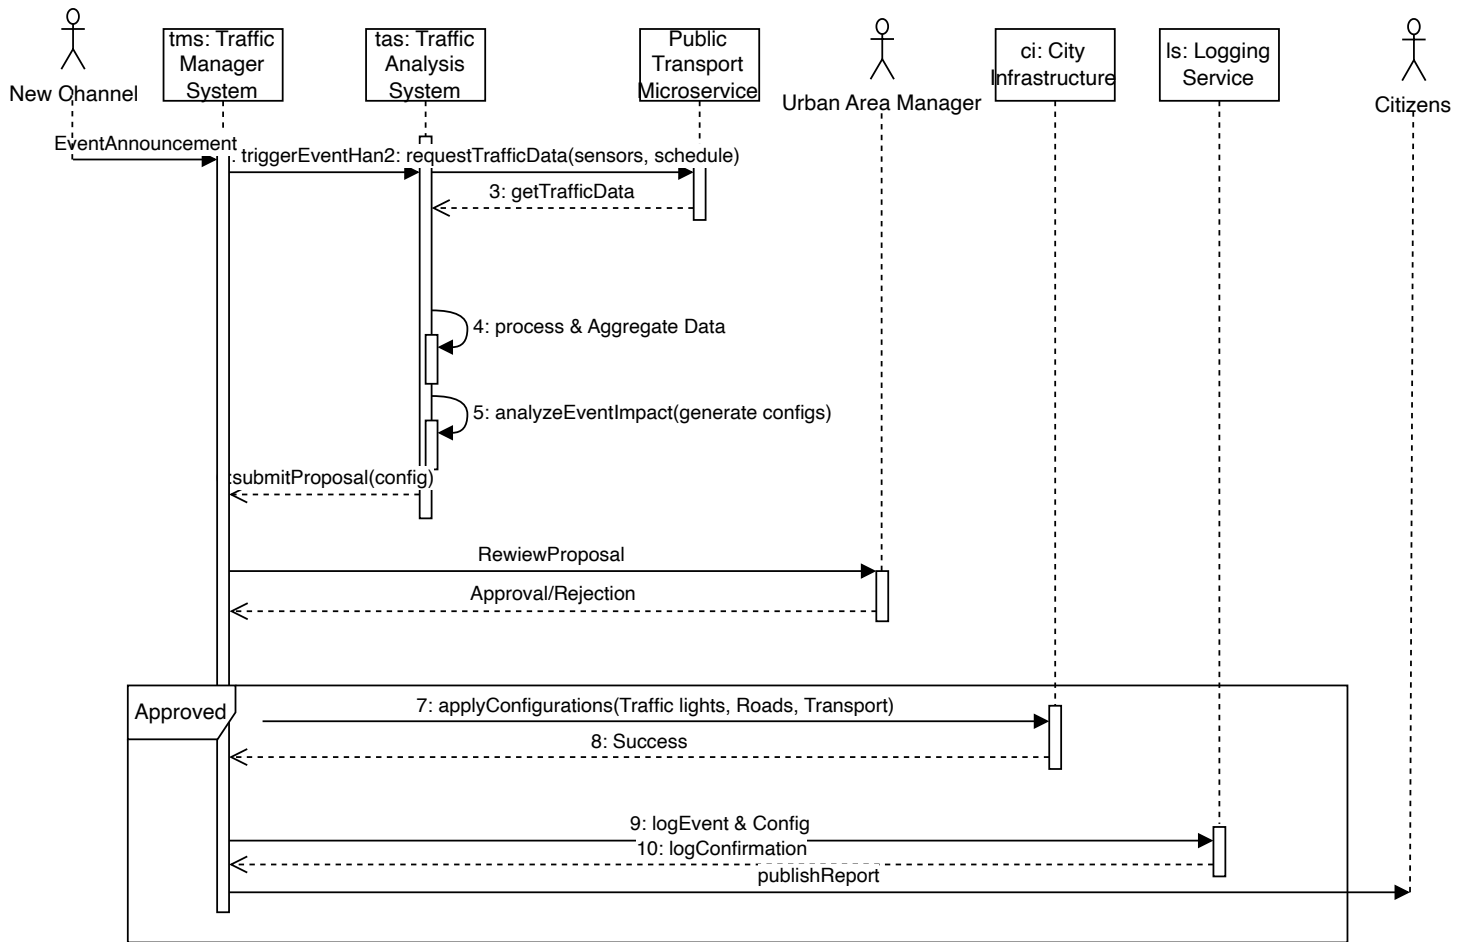 New Channel
tms: Traffic
Manager
System
tas: Traffic
Analysis
System
Public
Transport
Microservice
Urban Area Manager
ci: City
Infrastructure
ls: Logging
Service
Citizens
EventAnnouncement
. triggerEventHan2: requestTrafficData(sensors, schedule)
3: getTrafficData
4: process & Aggregate Data
5: analyzeEventImpact(generate configs)
:submitProposal(config)
RewiewProposal
Approval/Rejection
Approved
7: applyConfigurations(Traffic lights, Roads, Transport)
8: Success
9: logEvent & Config
10: logConfirmation
publishReport